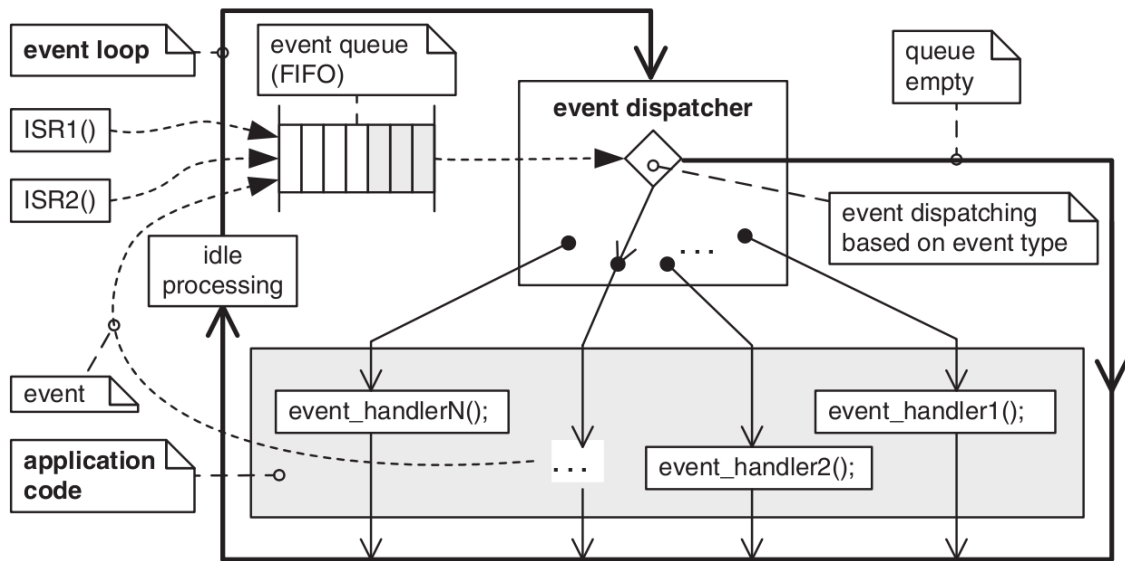 event loop
event queue
(FIFO)
queue
empty
event dispatcher
ISR1()
ISR2()
event dispatching
based on event type
. . .
idle
processing
event
event_handlerN();
event_handler1();
. . .
event_handler2();
application
code